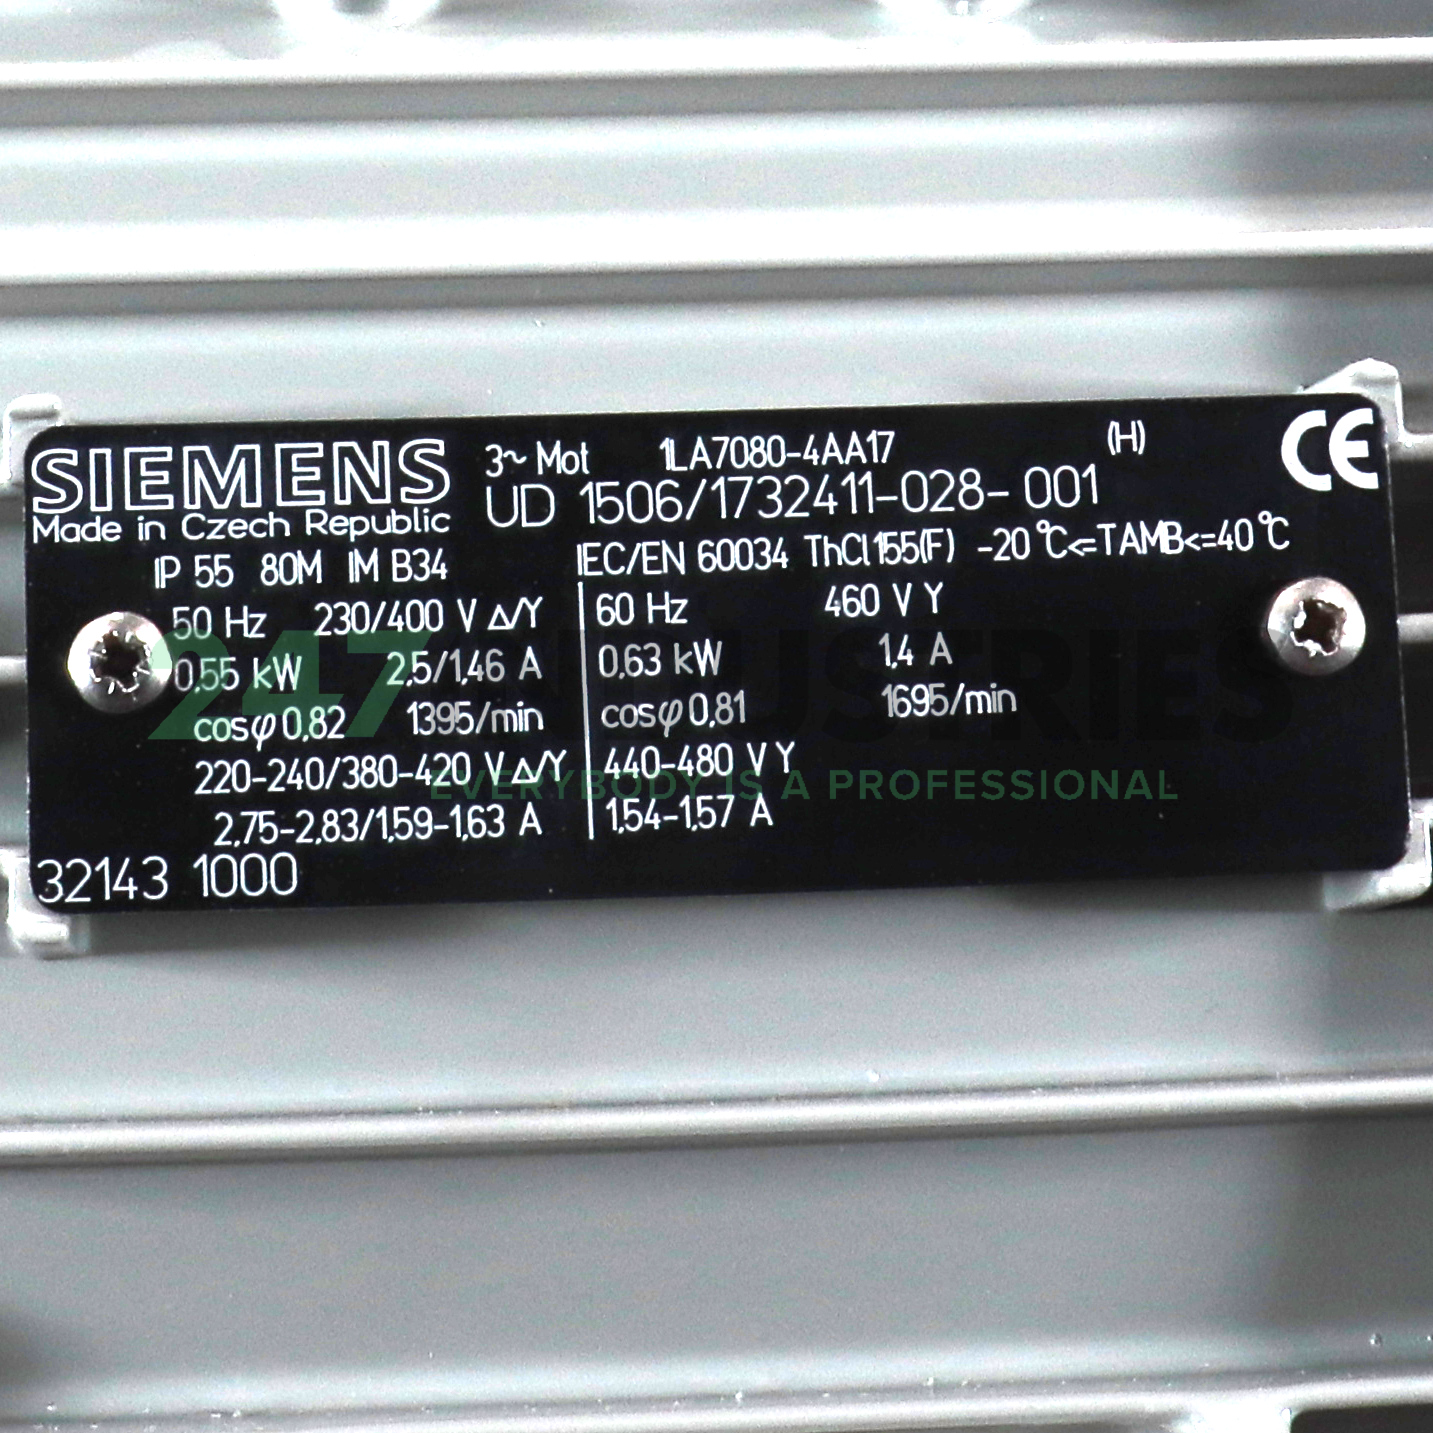 SIEMENS
Made in Czech Republic
3~ Mot 1LA7080-4AA17 (H) CE
UD 1506/1732411-028-001
IP 55 80M IM B34 IEC/EN 60034 ThCl155(F) -20°C<=TAMB<=40°C
50 Hz 230/400 V Δ/Y 60 Hz 460 V Y
0,55 kW 2,5/1,46 A 0,63 kW 1,4 A
cosφ 0,82 1395/min cosφ 0,81 1695/min
220-240/380-420 VΔ/Y 440-480 V Y
2,75-2,83/1,59-1,63 A 1,54-1,57 A
32143 1000
247 INDUSTRIES
EVERYBODY IS A PROFESSIONAL